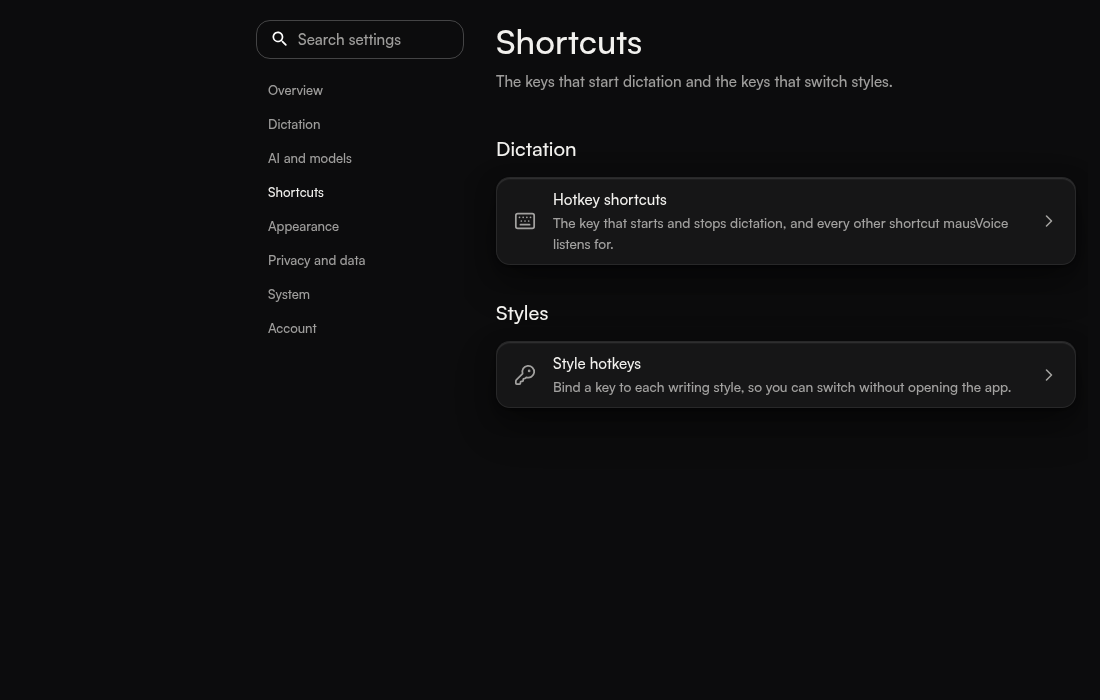 Search settings
Overview
Dictation
AI and models
Shortcuts
Appearance
Privacy and data
System
Account
Shortcuts
The keys that start dictation and the keys that switch styles.
Dictation
Hotkey shortcuts
The key that starts and stops dictation, and every other shortcut mausVoice
listens for.
Styles
Style hotkeys
Bind a key to each writing style, so you can switch without opening the app.